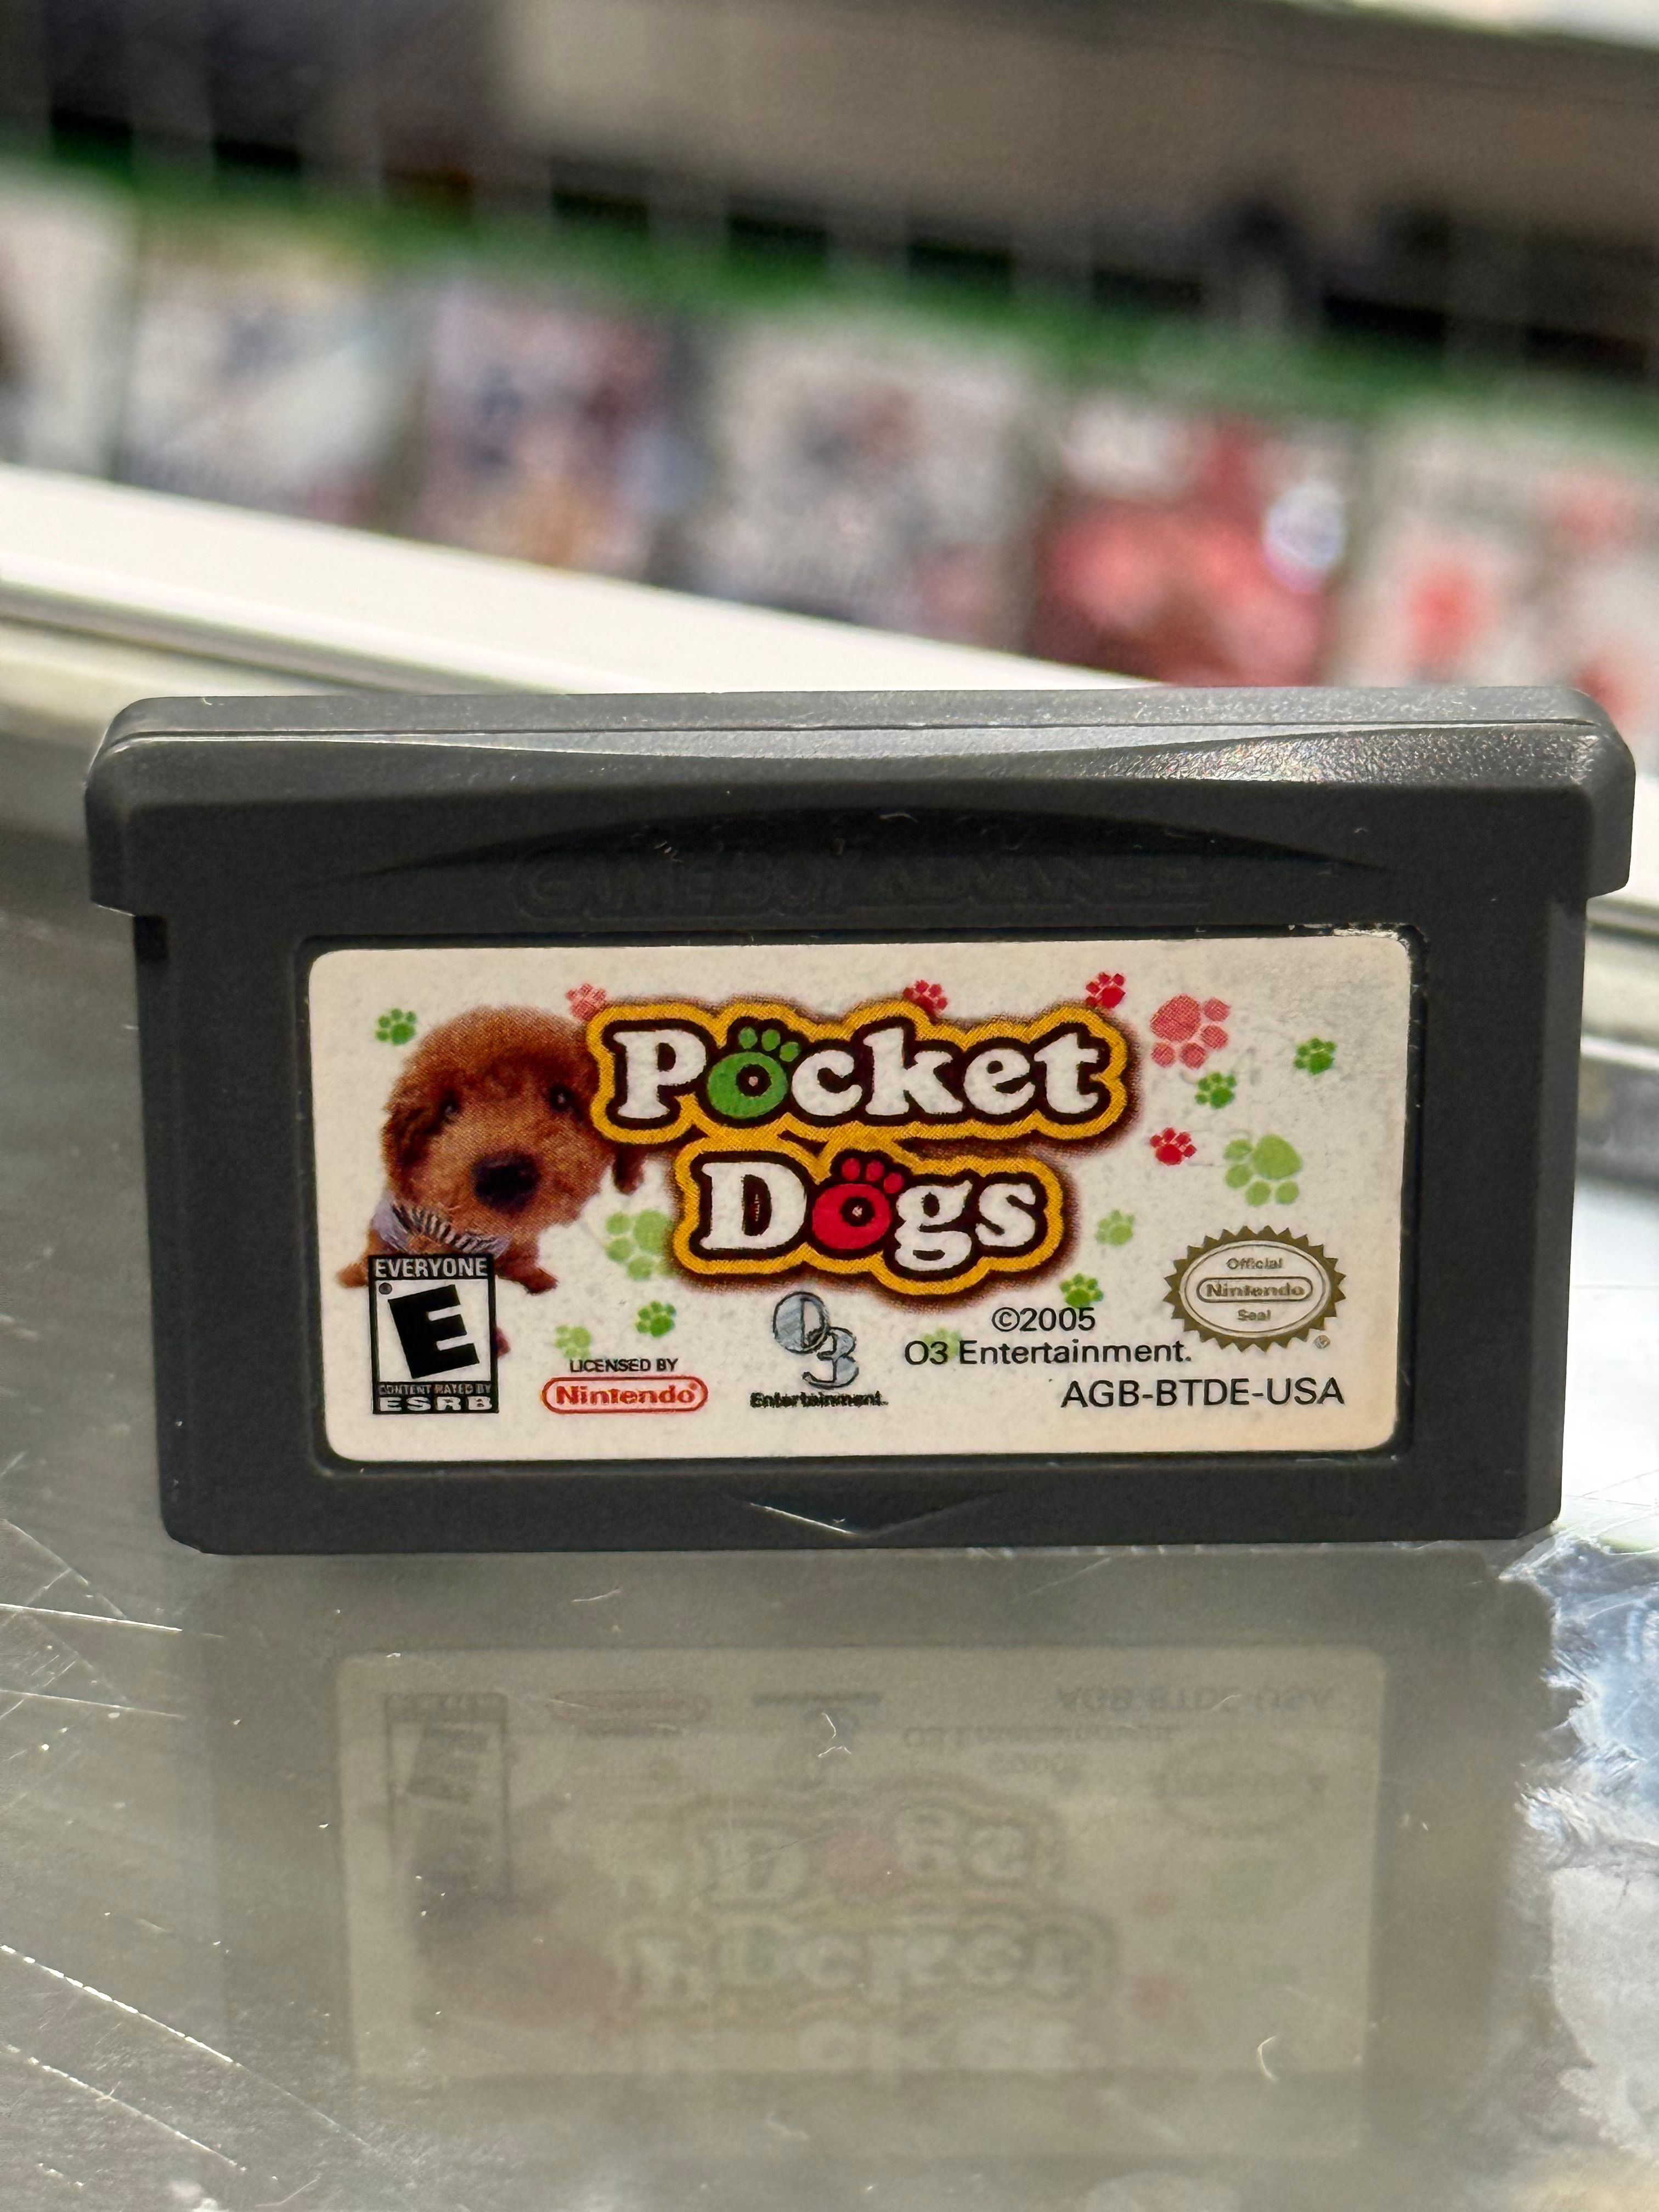 GAME BOY ADVANCE
Pocket
Dogs
EVERYONE
E
CONTENT RATED BY
ESRB
LICENSED BY
Nintendo
O3
Entertainment.
©2005
O3 Entertainment.
AGB-BTDE-USA
Official
Nintendo
Seal